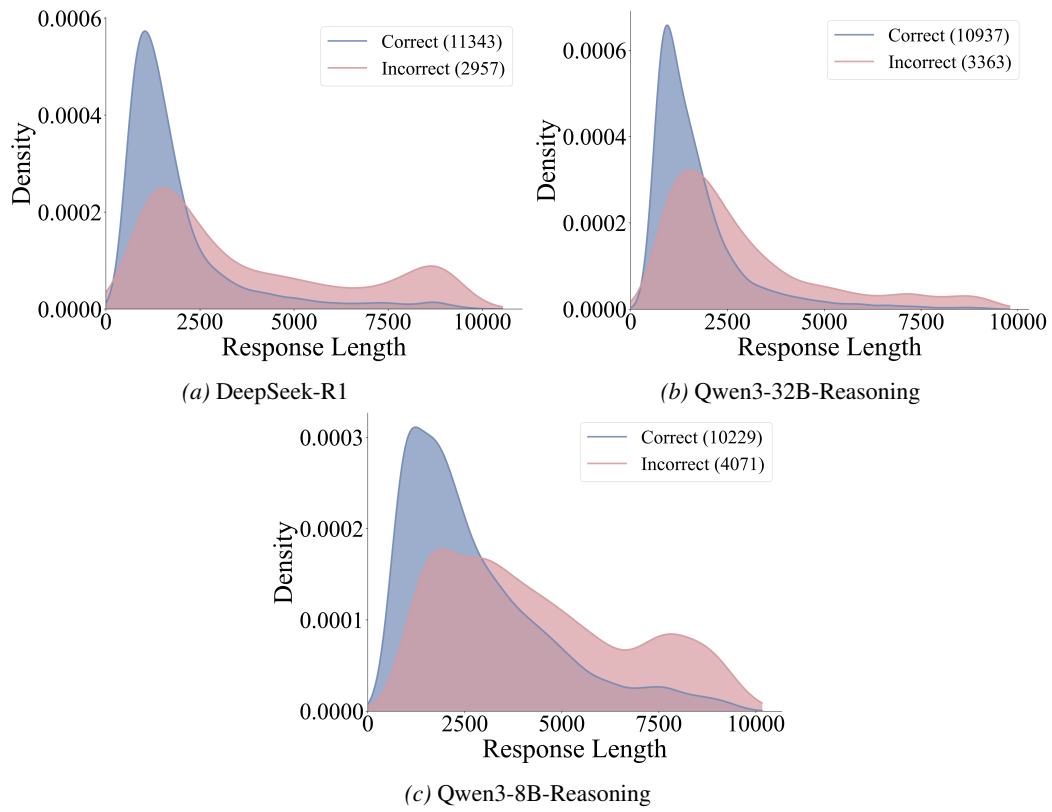 0.0006
0.0004
0.0002
0.0000
Density
0
2500
5000
7500
10000
Response Length
Correct (11343)
Incorrect (2957)
(a) DeepSeek-R1
0.0006
0.0004
0.0002
0.0000
Density
0
2500
5000
7500
10000
Response Length
Correct (10937)
Incorrect (3363)
(b) Qwen3-32B-Reasoning
0.0003
0.0002
0.0001
0.0000
Density
0
2500
5000
7500
10000
Response Length
Correct (10229)
Incorrect (4071)
(c) Qwen3-8B-Reasoning